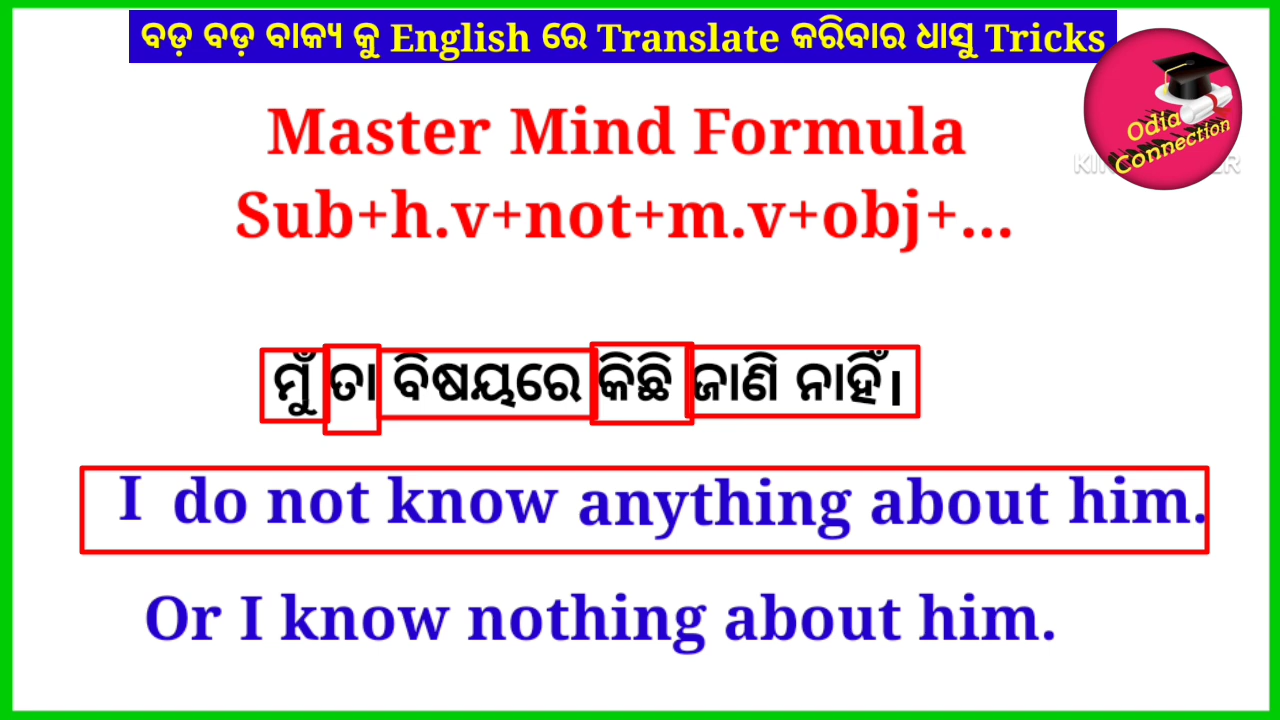 ବଡ଼ ବଡ଼ ବାକ୍ୟ କୁ English ରେ Translate କରିବାର ଧାସୁ Tricks
Odia
Connection
Master Mind Formula
Sub+h.v+not+m.v+obj+...
ମୁଁ ତା ବିଷୟରେ କିଛି ଜାଣି ନାହିଁ।
I do not know anything about him.
Or I know nothing about him.